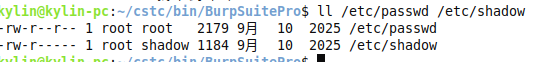 kylin@kylin-pc:~/cstc/bin/BurpSuitePro$ ll /etc/passwd /etc/shadow
-rw-r--r-- 1 root root   2179 9月  10  2025 /etc/passwd
-rw-r----- 1 root shadow 1184 9月  10  2025 /etc/shadow
kylin@kylin-pc:~/cstc/bin/BurpSuitePro$